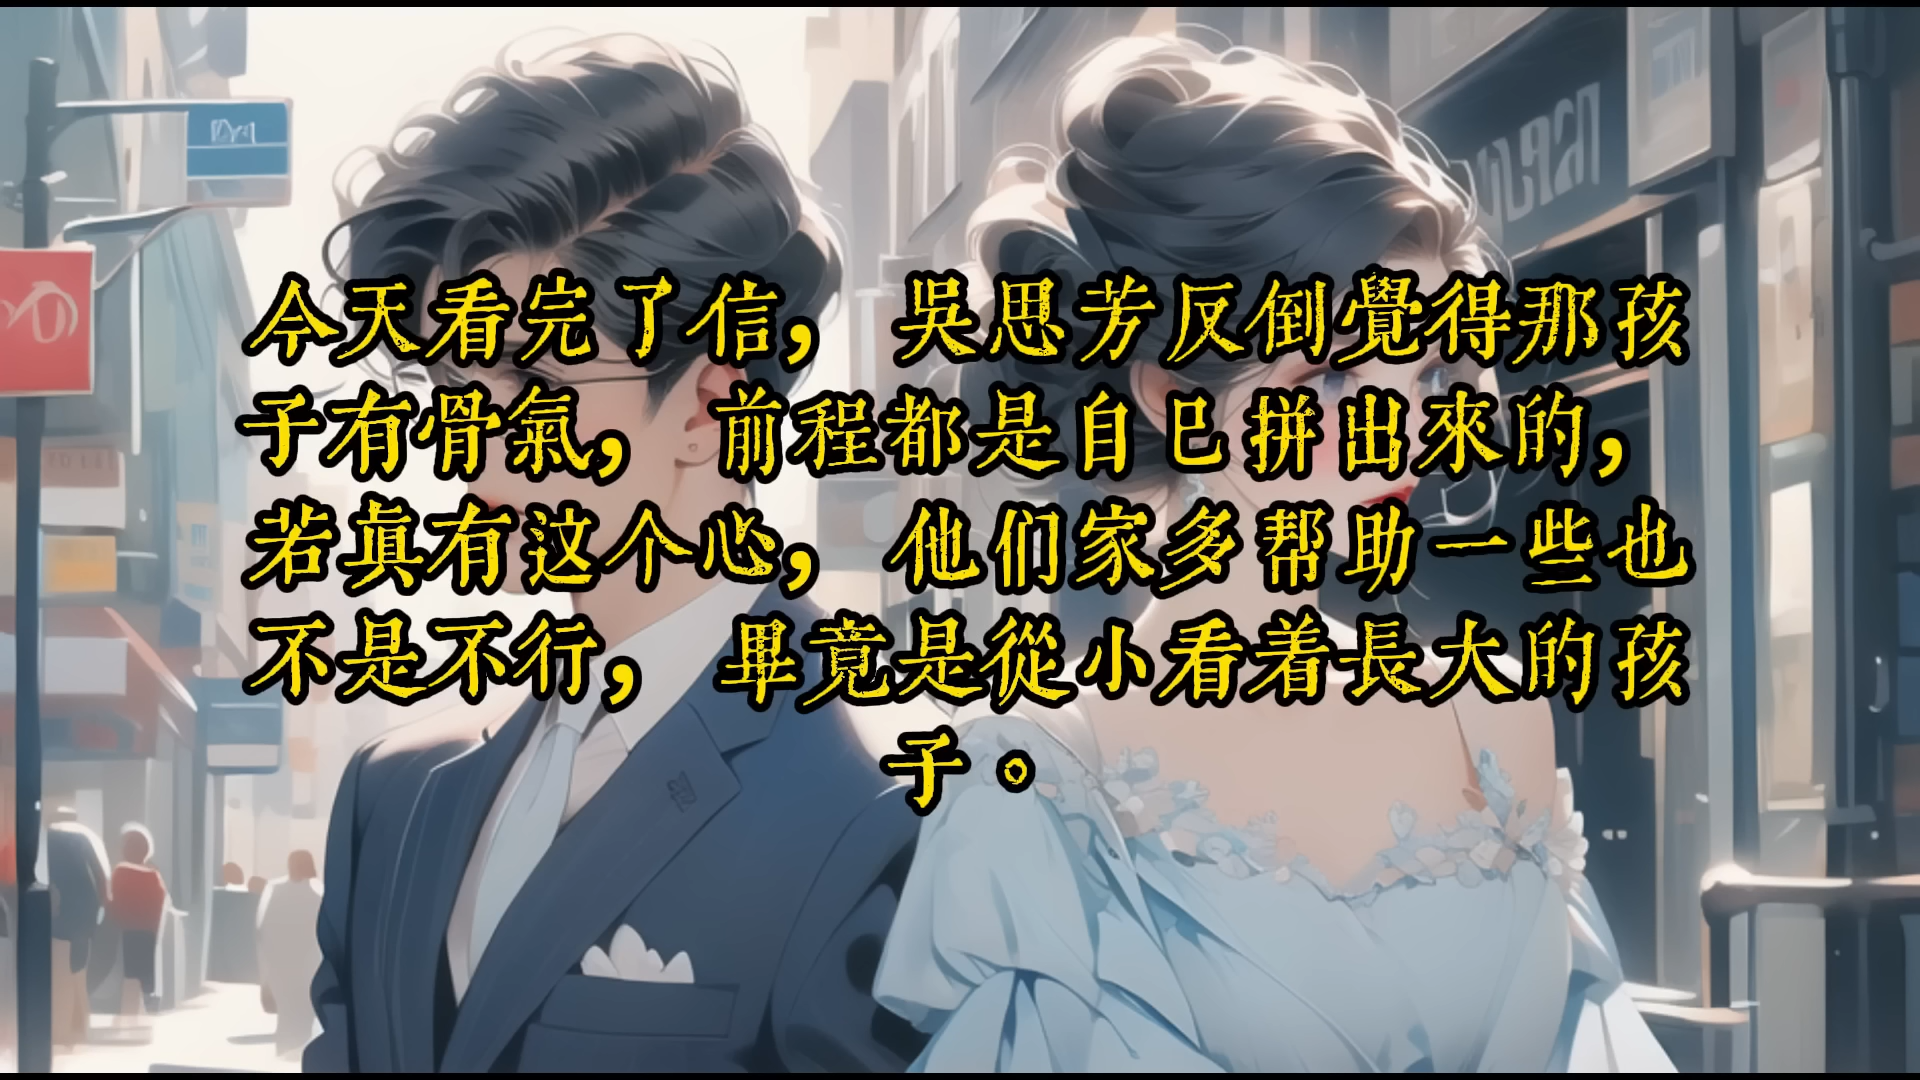 今天看完了信，吳思芳反倒覺得那孩
子有骨氣，前程都是自已拼出來的，
若眞有这个心，他们家多帮助一些也
不是不行，畢竟是從小看着長大的孩
子。